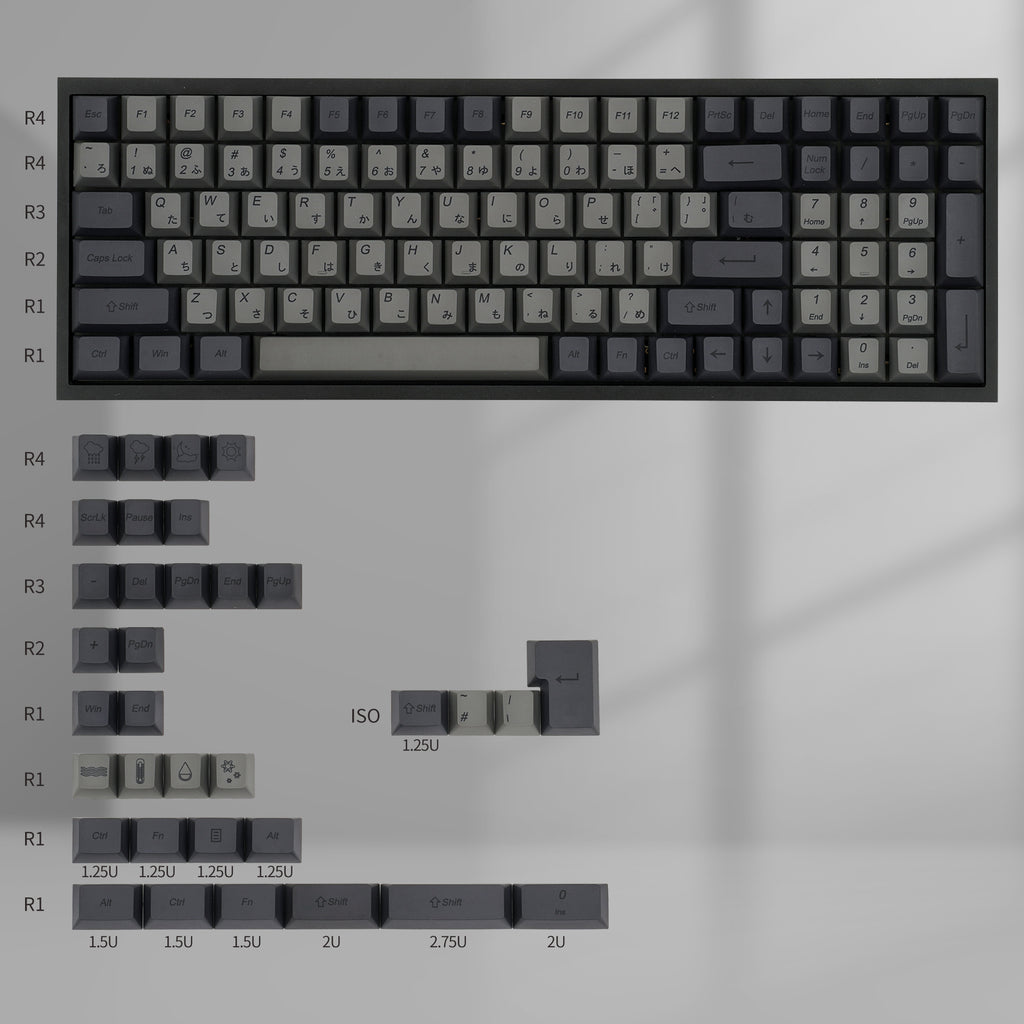 R4 Esc F1 F2 F3 F4 F5 F6 F7 F8 F9 F10 F11 F12 PrtSc Del Home End PgUp PgDn
R4 ~ ` ろ ! 1 ぬ @ 2 ふ # 3 あ $ 4 う % 5 え ^ 6 お & 7 や * 8 ゆ ( 9 よ ) 0 わ _ - ほ + = へ ← Num Lock / * -
R3 Tab Q た W て E い R す T か Y ん U な I に O ら P せ { [ ゛ 「 } ] ゜ 」 | \ む 7 Home 8 ↑ 9 PgUp +
R2 Caps Lock A ち S と D し F は G き H く J ま K の L り : ; れ " ' け ↵ 4 ← 5 6 →
R1 ⇧ Shift Z つ X さ C そ V ひ B こ N み M も < , ね > . る ? / め ⇧ Shift ↑ 1 End 2 ↓ 3 PgDn ↵
R1 Ctrl Win Alt Alt Fn Ctrl ← ↓ → 0 Ins . Del
R4
R4 ScrLk Pause Ins
R3 - Del PgDn End PgUp
R2 + PgDn
R1 Win End
ISO ⇧ Shift ~ # / \ ↵
1.25U
R1
R1 Ctrl Fn Alt
1.25U 1.25U 1.25U 1.25U
R1 Alt Ctrl Fn ⇧ Shift ⇧ Shift 0 Ins
1.5U 1.5U 1.5U 2U 2.75U 2U